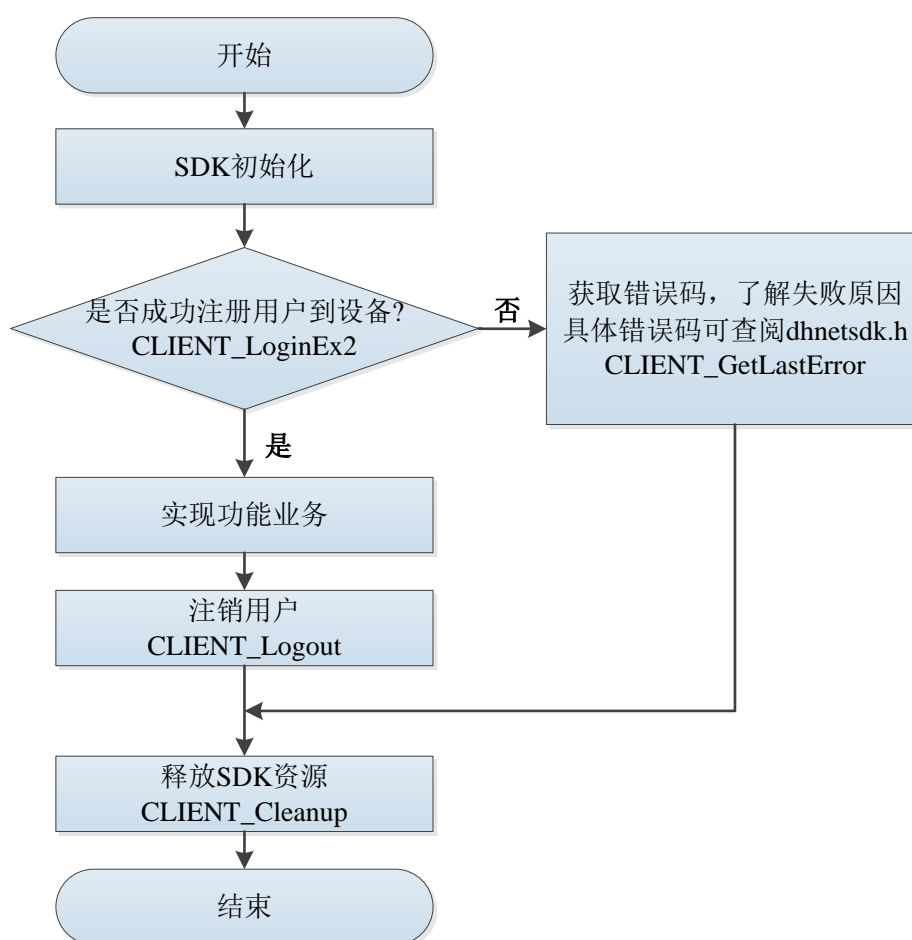 开始
SDK初始化
是否成功注册用户到设备?
CLIENT_LoginEx2
否
获取错误码，了解失败原因
具体错误码可查阅dhnetsdk.h
CLIENT_GetLastError
是
实现功能业务
注销用户
CLIENT_Logout
释放SDK资源
CLIENT_Cleanup
结束